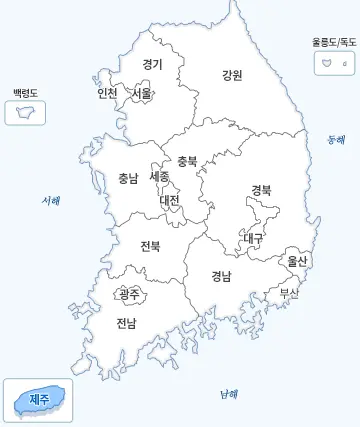 울릉도/독도
경기
강원
백령도
인천
서울
동해
충북
세종
충남
경북
서해
대전
대구
전북
울산
경남
부산
광주
전남
남해
제주